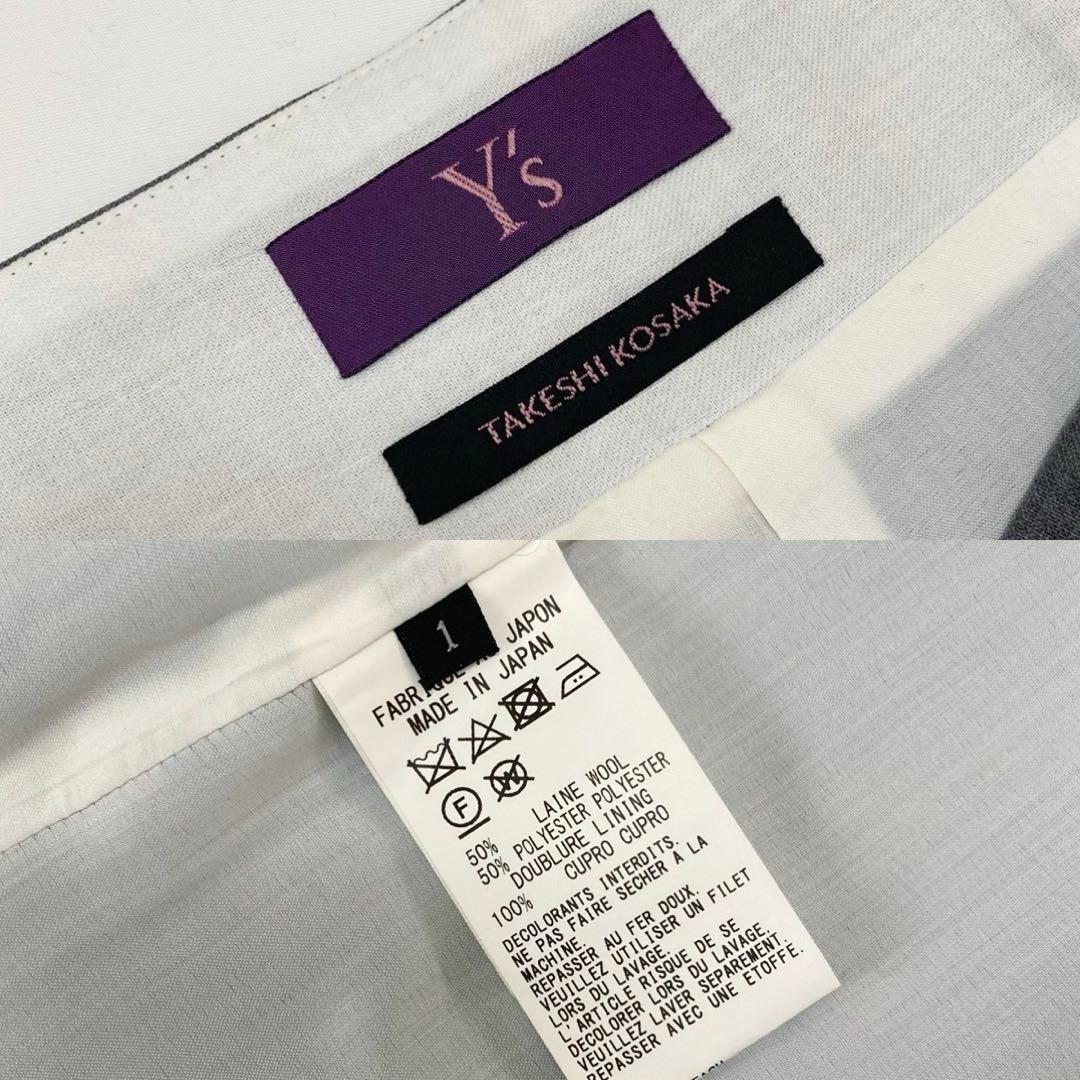 Y's
TAKESHI KOSAKA
1
JAPON
MADE IN JAPAN
F
W
50% LAINE WOOL
50% POLYESTER POLYESTER
DOUBLURE LINING
100% CUPRO CUPRO
DECOLORANTS INTERDITS.
NE PAS FAIRE SECHER À LA
MACHINE.
REPASSER AU FER DOUX.
VEUILLEZ UTILISER UN FILET
LORS DU LAVAGE.
L'ARTICLE RISQUE DE SE
DECOLORER LORS DU LAVAGE.
VEUILLEZ LAVER SEPAREMENT.
REPASSER AVEC UNE ETOFFE.